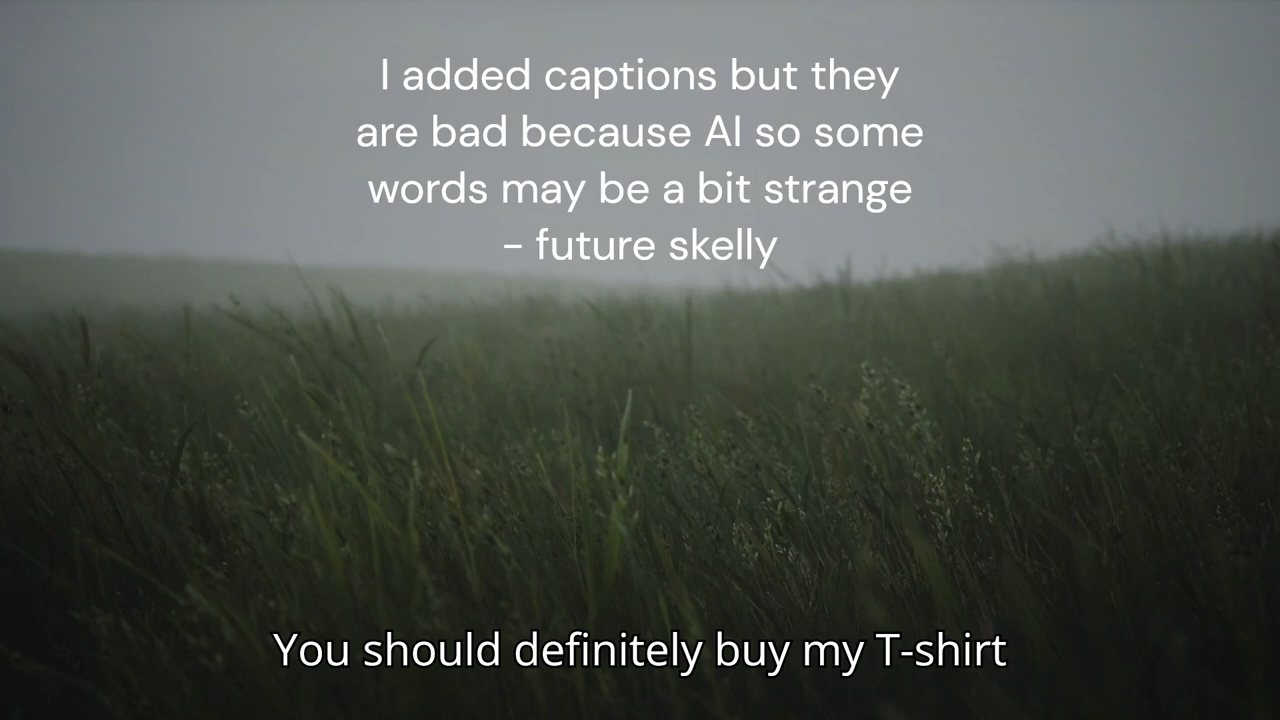 I added captions but they
are bad because AI so some
words may be a bit strange
- future skelly
You should definitely buy my T-shirt